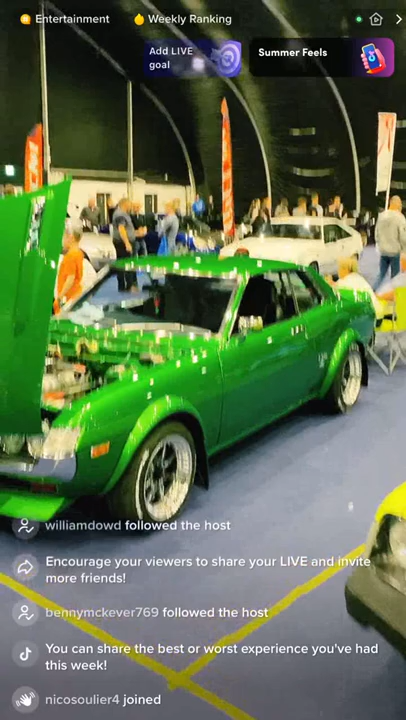 Entertainment
Weekly Ranking
Add LIVE
goal
Summer Feels
williamdowd followed the host
Encourage your viewers to share your LIVE and invite
more friends!
bennymckever769 followed the host
You can share the best or worst experience you've had
this week!
nicosoulier4 joined